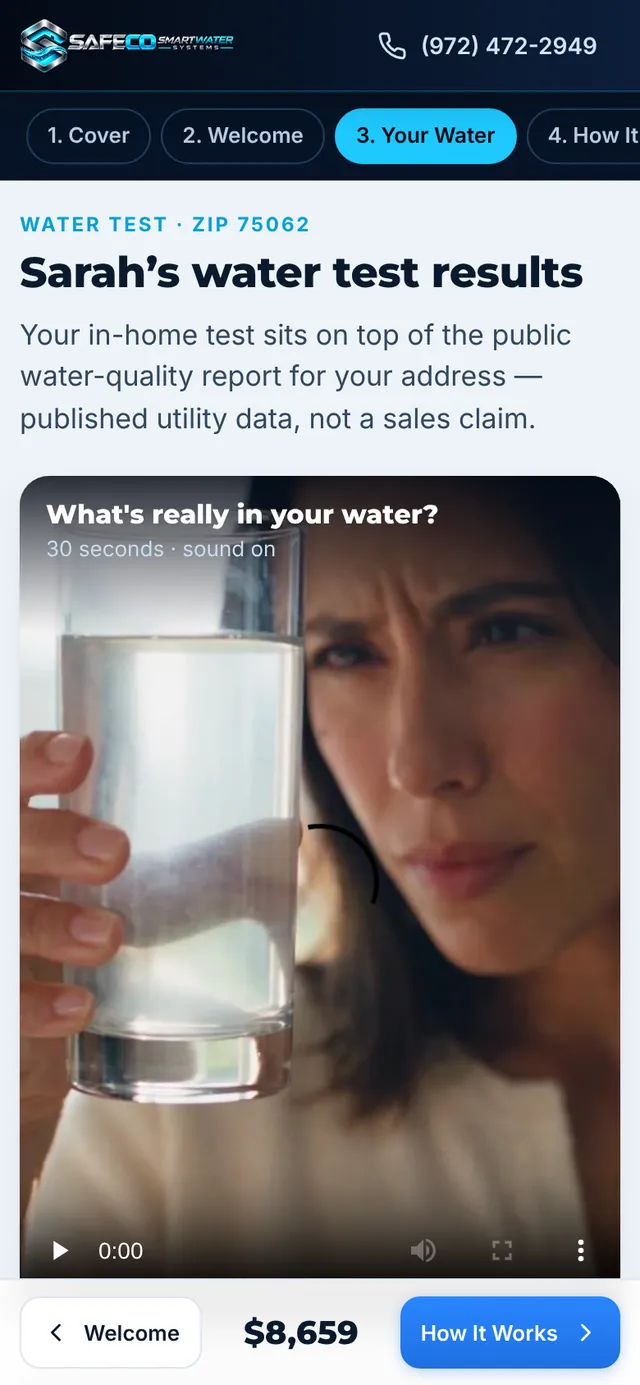 SAFECO SMARTWATER
SYSTEMS
(972) 472-2949
1. Cover
2. Welcome
3. Your Water
4. How It
WATER TEST · ZIP 75062
Sarah’s water test results
Your in-home test sits on top of the public
water-quality report for your address —
published utility data, not a sales claim.
What's really in your water?
30 seconds · sound on
0:00
Welcome
$8,659
How It Works